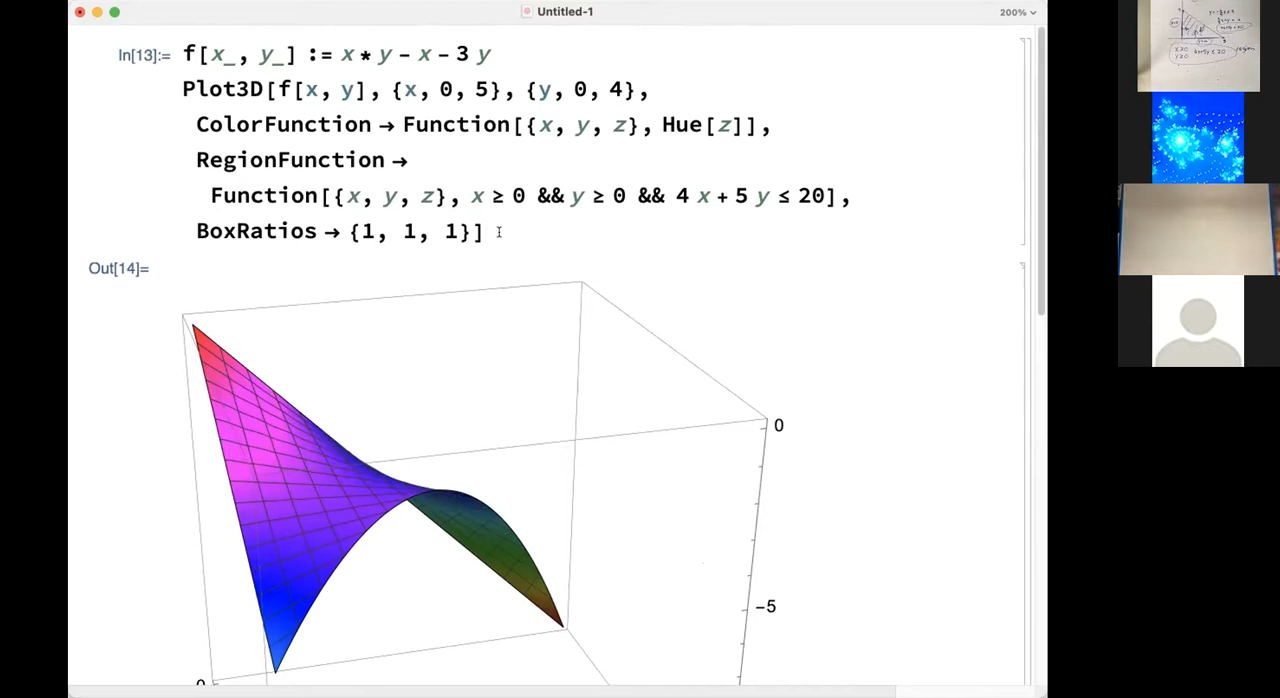 Untitled-1
200%
In[13]:= f[x_, y_] := x * y - x - 3 y
Plot3D[f[x, y], {x, 0, 5}, {y, 0, 4},
ColorFunction → Function[{x, y, z}, Hue[z]],
RegionFunction →
Function[{x, y, z}, x ≥ 0 && y ≥ 0 && 4 x + 5 y ≤ 20],
BoxRatios → {1, 1, 1}]
Out[14]=
0
-5
0